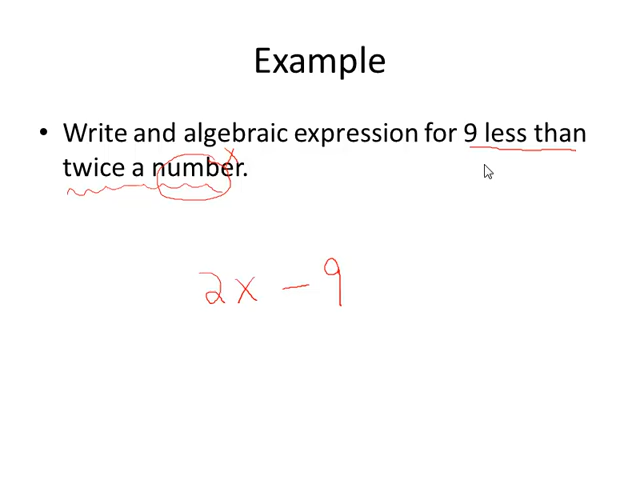 Example
• Write and algebraic expression for 9 less than
twice a number.
x
2x - 9